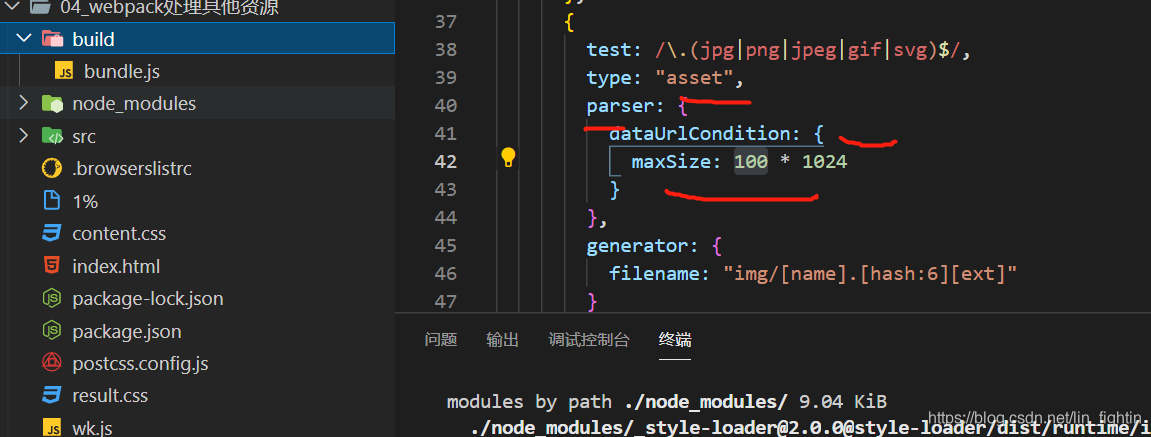 04_webpack处理其他资源
build
bundle.js
node_modules
src
.browserslistrc
1%
content.css
index.html
package-lock.json
package.json
postcss.config.js
result.css
wk.js
37
38 test: /\.(jpg|png|jpeg|gif|svg)$/,
39 type: "asset",
40 parser: {
41 dataUrlCondition: {
42 maxSize: 100 * 1024
43 }
44 },
45 generator: {
46 filename: "img/[name].[hash:6][ext]"
47 }
问题 输出 调试控制台 终端
modules by path ./node_modules/ 9.04 KiB
./node_modules/_style-loader@2.0.0@style-loader/dist/runtime/i
https://blog.csdn.net/lin_fightin